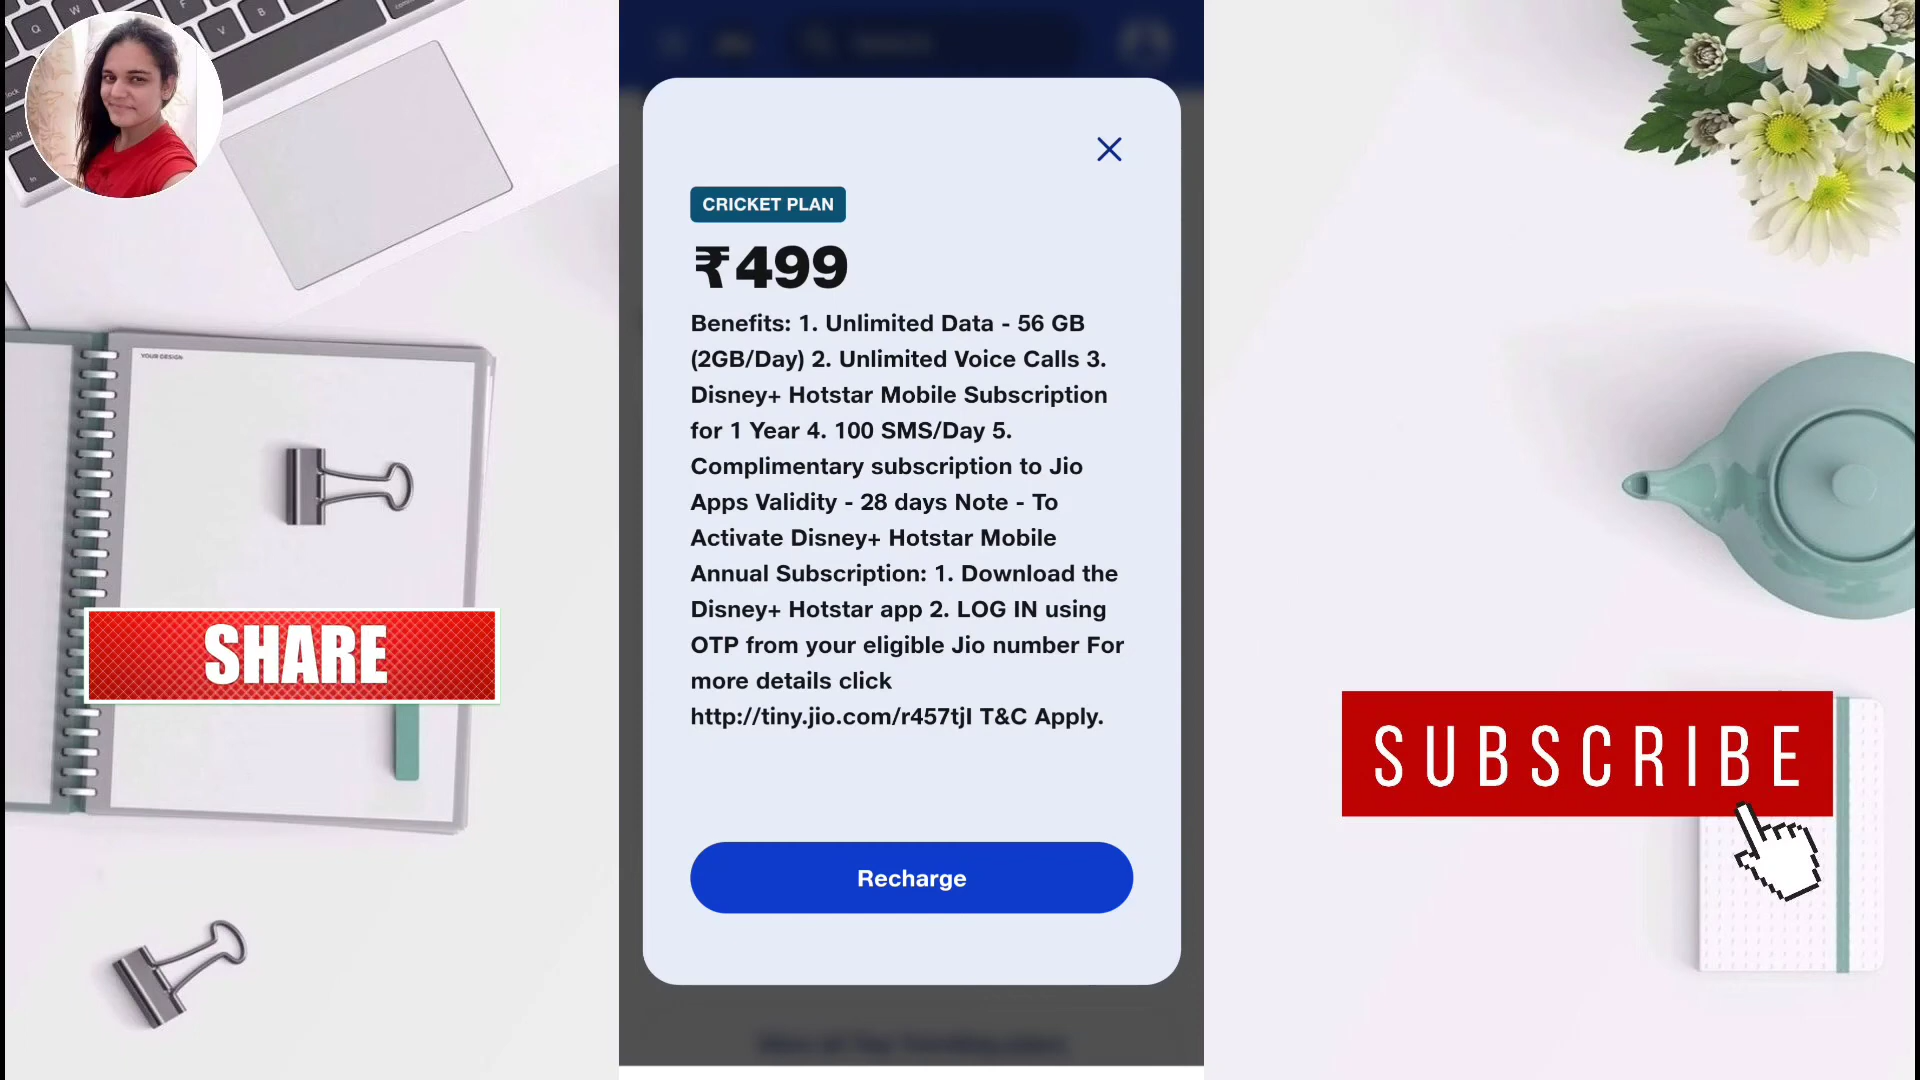 YOUR DESIGN
SHARE
CRICKET PLAN
₹499
Benefits: 1. Unlimited Data - 56 GB
(2GB/Day) 2. Unlimited Voice Calls 3.
Disney+ Hotstar Mobile Subscription
for 1 Year 4. 100 SMS/Day 5.
Complimentary subscription to Jio
Apps Validity - 28 days Note - To
Activate Disney+ Hotstar Mobile
Annual Subscription: 1. Download the
Disney+ Hotstar app 2. LOG IN using
OTP from your eligible Jio number For
more details click
http://tiny.jio.com/r457tjI T&C Apply.
Recharge
SUBSCRIBE